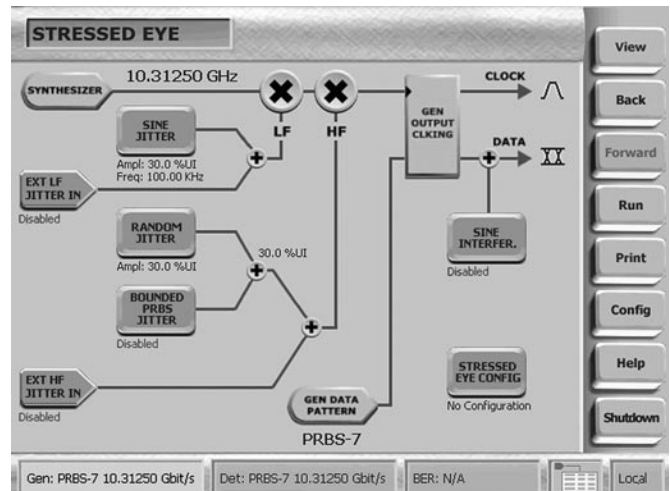 STRESSED EYE
SYNTHESIZER
10.31250 GHz
LF
HF
GEN
OUTPUT
CLKING
CLOCK
DATA
SINE
JITTER
Ampl: 30.0 %UI
Freq: 100.00 KHz
EXT LF
JITTER IN
Disabled
RANDOM
JITTER
Ampl: 30.0 %UI
30.0 %UI
BOUNDED
PRBS
JITTER
Disabled
EXT HF
JITTER IN
Disabled
SINE
INTERFER.
Disabled
STRESSED
EYE CONFIG
No Configuration
GEN DATA
PATTERN
PRBS-7
View
Back
Forward
Run
Print
Config
Help
Shutdown
Gen: PRBS-7 10.31250 Gbit/s
Det: PRBS-7 10.31250 Gbit/s
BER: N/A
Local